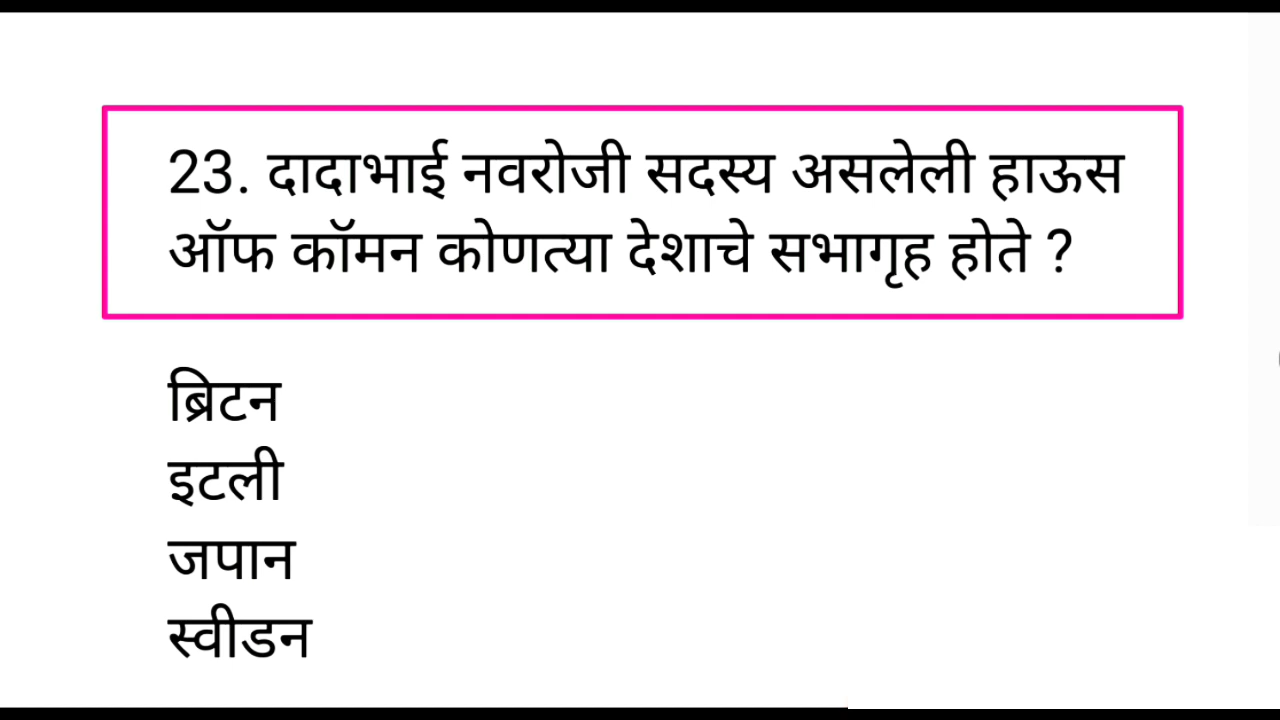 23. दादाभाई नवरोजी सदस्य असलेली हाऊस
ऑफ कॉमन कोणत्या देशाचे सभागृह होते ?
ब्रिटन
इटली
जपान
स्वीडन